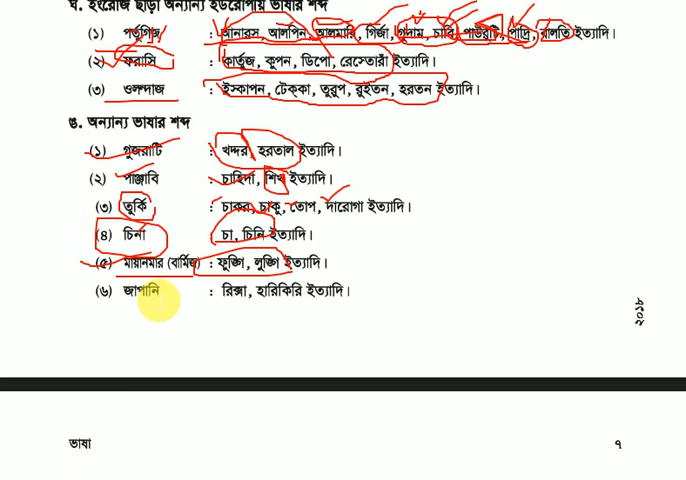 ঘ. ইংরেজি ছাড়া অন্যান্য ইউরোপীয় ভাষার শব্দ
(১) পর্তুগিজ : আনারস, আলপিন, আলমারি, গির্জা, গুদাম, চাবি, পাউরুটি, পাদ্রি, বালতি ইত্যাদি।
(২) ফরাসি : কার্তুজ, কুপন, ডিপো, রেস্তোরাঁ ইত্যাদি।
(৩) ওলন্দাজ : ইস্কাপন, টেক্কা, তুরুপ, রুইতন, হরতন ইত্যাদি।
ঙ. অন্যান্য ভাষার শব্দ
(১) গুজরাটি : খদ্দর, হরতাল ইত্যাদি।
(২) পাঞ্জাবি : চাহিদা, শিখ ইত্যাদি।
(৩) তুর্কি : চাকর, চাকু, তোপ, দারোগা ইত্যাদি।
(৪) চিনা : চা, চিনি ইত্যাদি।
(৫) মায়ানমার (বার্মিজ) : ফুঙ্গি, লুঙ্গি ইত্যাদি।
(৬) জাপানি : রিক্সা, হারিকিরি ইত্যাদি।
২০১৮
ভাষা ৭